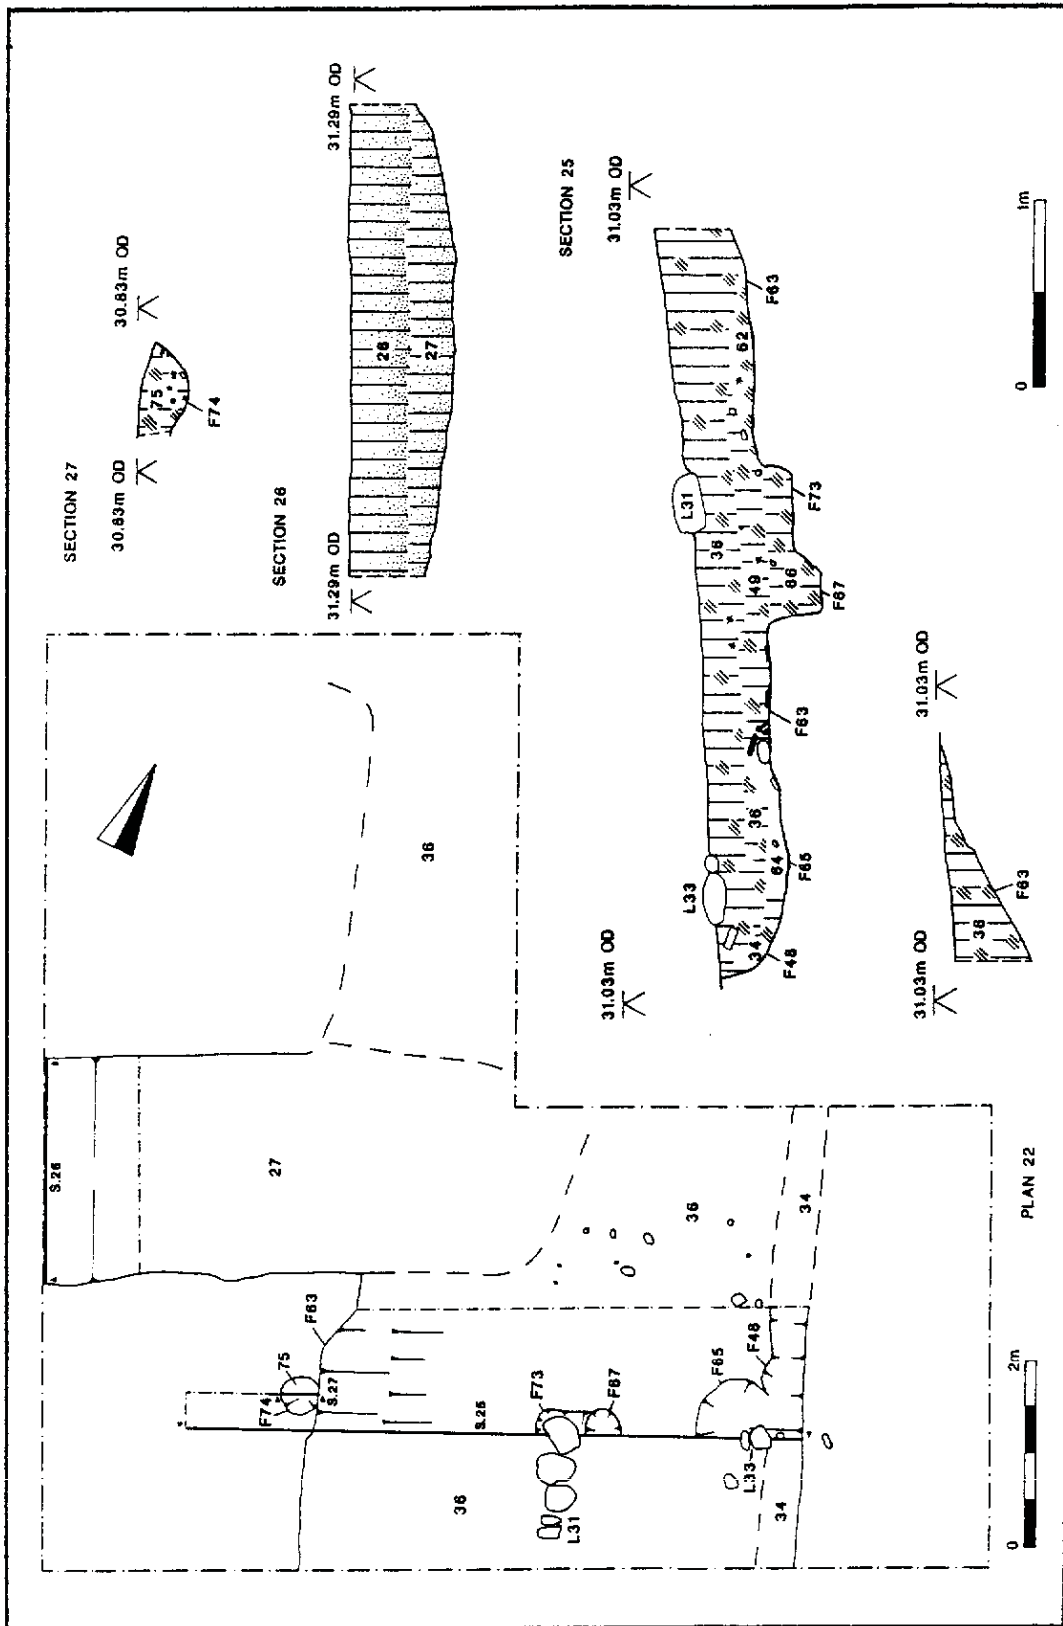 SECTION 27
30.83m OD
30.83m OD
75
F74
SECTION 26
31.29m OD
31.29m OD
26
27
SECTION 25
31.03m OD
31.03m OD
L33
L31
34
F48
64
F65
36
F63
49
36
66
F67
F73
62
F63
31.03m OD
31.03m OD
36
F63
0
1m
S.26
27
36
F63
75
F74
S.27
S.25
F73
F67
F65
F48
36
L31
L33
36
34
34
PLAN 22
0
2m